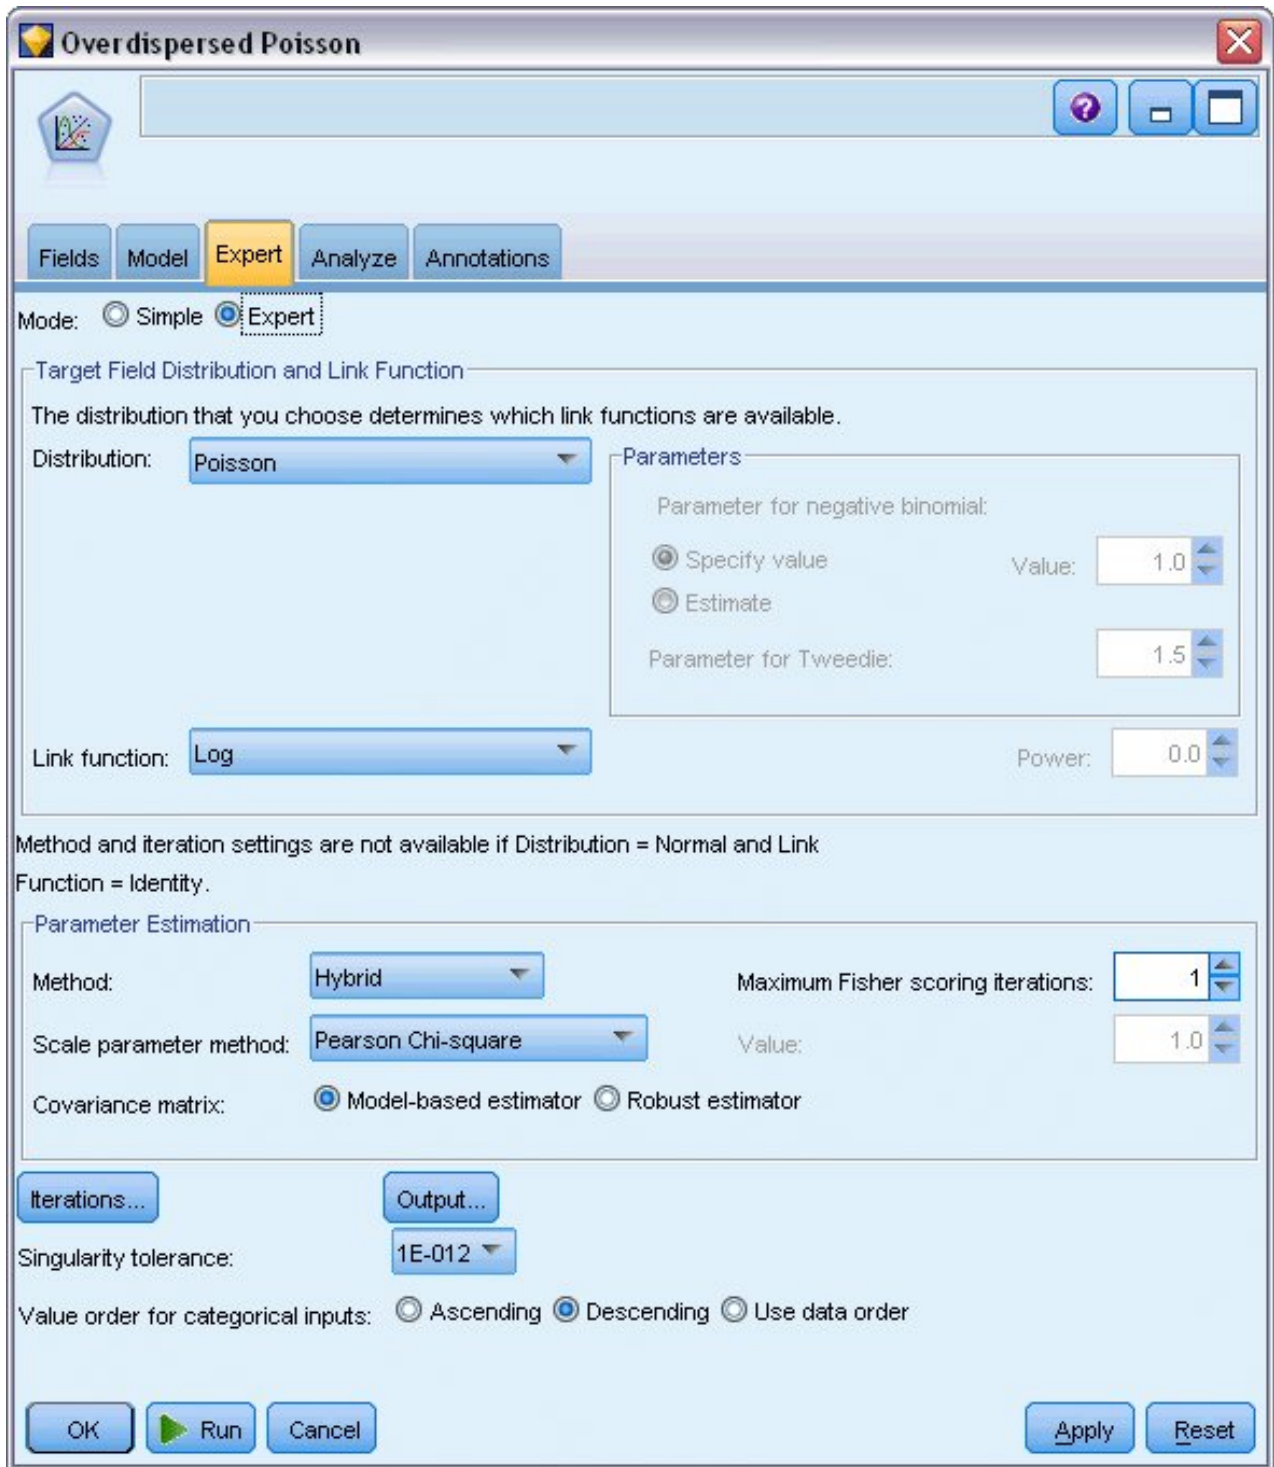 Overdispersed Poisson
?
Fields Model Expert Analyze Annotations
Mode: Simple Expert
Target Field Distribution and Link Function
The distribution that you choose determines which link functions are available.
Distribution: Poisson
Parameters
Parameter for negative binomial:
Specify value Value: 1.0
Estimate
Parameter for Tweedie: 1.5
Link function: Log Power: 0.0
Method and iteration settings are not available if Distribution = Normal and Link
Function = Identity.
Parameter Estimation
Method: Hybrid Maximum Fisher scoring iterations: 1
Scale parameter method: Pearson Chi-square Value: 1.0
Covariance matrix: Model-based estimator Robust estimator
Iterations... Output...
Singularity tolerance: 1E-012
Value order for categorical inputs: Ascending Descending Use data order
OK Run Cancel Apply Reset